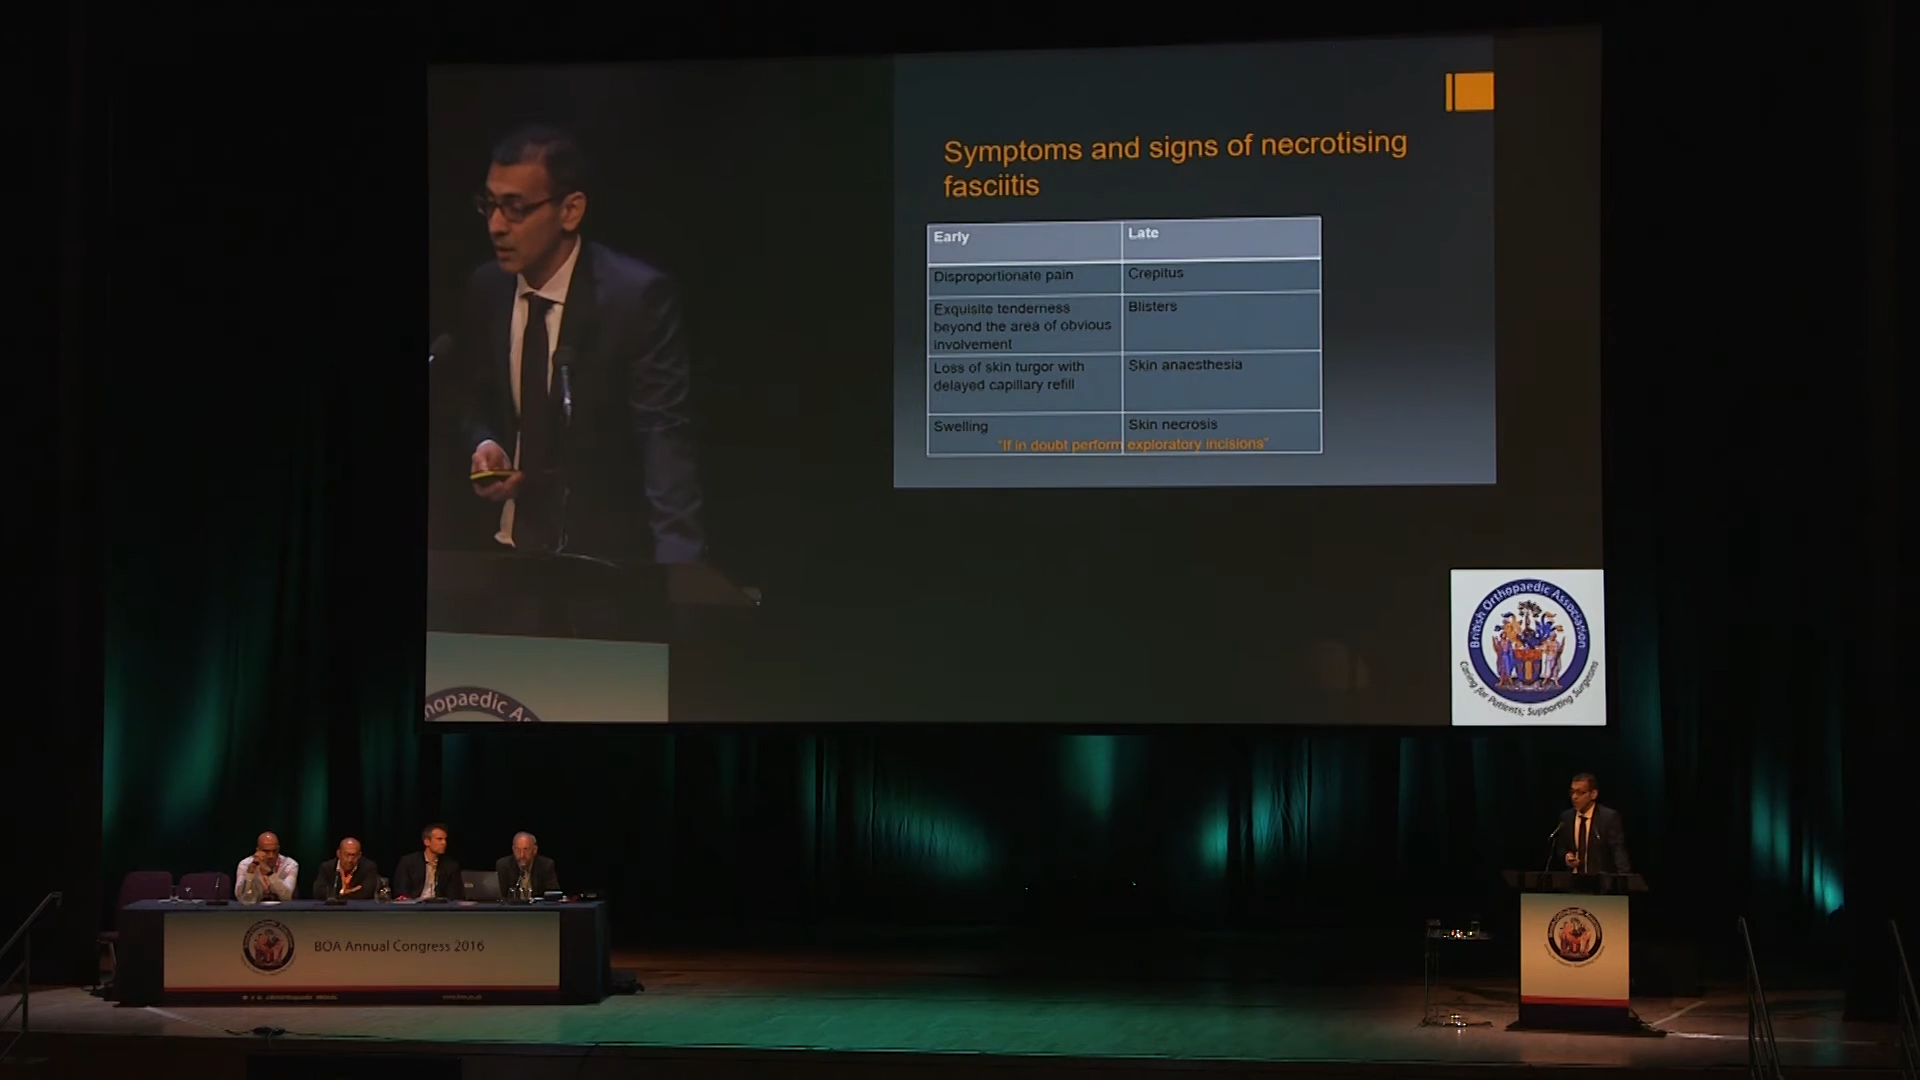 Symptoms and signs of necrotising
fasciitis
Early
Late
Disproportionate pain
Crepitus
Exquisite tenderness
beyond the area of obvious
involvement
Blisters
Loss of skin turgor with
delayed capillary refill
Skin anaesthesia
Swelling
Skin necrosis
"If in doubt perform exploratory incisions"
British Orthopaedic Association
Caring for Patients; Supporting Surgeons
hopaedic As
BOA Annual Congress 2016